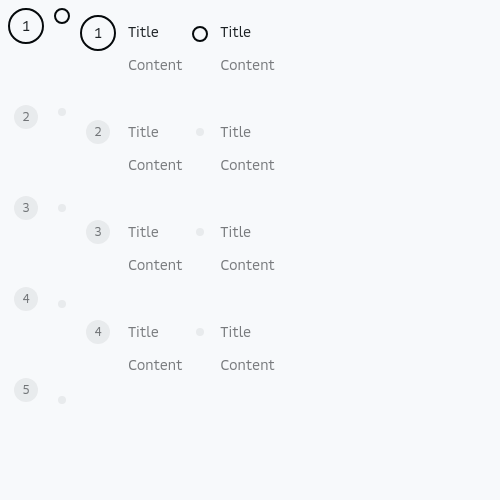 1
1 Title Title
Content Content
2
2 Title Title
Content Content
3
3 Title Title
Content Content
4
4 Title Title
Content Content
5